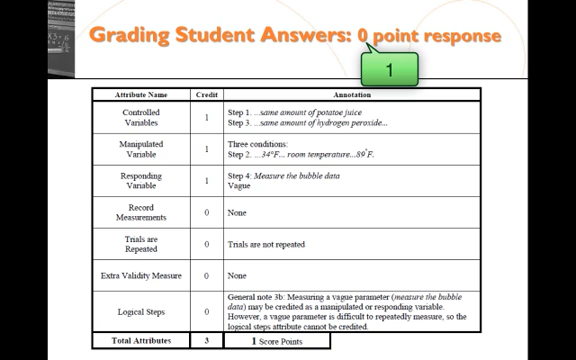 Grading Student Answers: 0 point response
1
Attribute Name Credit Annotation
Controlled
Variables
1
Step 1. ...same amount of potatoe juice
Step 3. ...same amount of hydrogen peroxide...
Manipulated
Variable
1
Three conditions:
Step 2. ...34°F... room temperature...89°F.
Responding
Variable
1
Step 4: Measure the bubble data
Vague
Record
Measurements
0
None
Trials are
Repeated
0
Trials are not repeated
Extra Validity Measure 0 None
Logical Steps
0
General note 3b: Measuring a vague parameter (measure the bubble
data) may be credited as a manipulated or responding variable.
However, a vague parameter is difficult to repeatedly measure, so the
logical steps attribute cannot be credited.
Total Attributes 3 1 Score Points